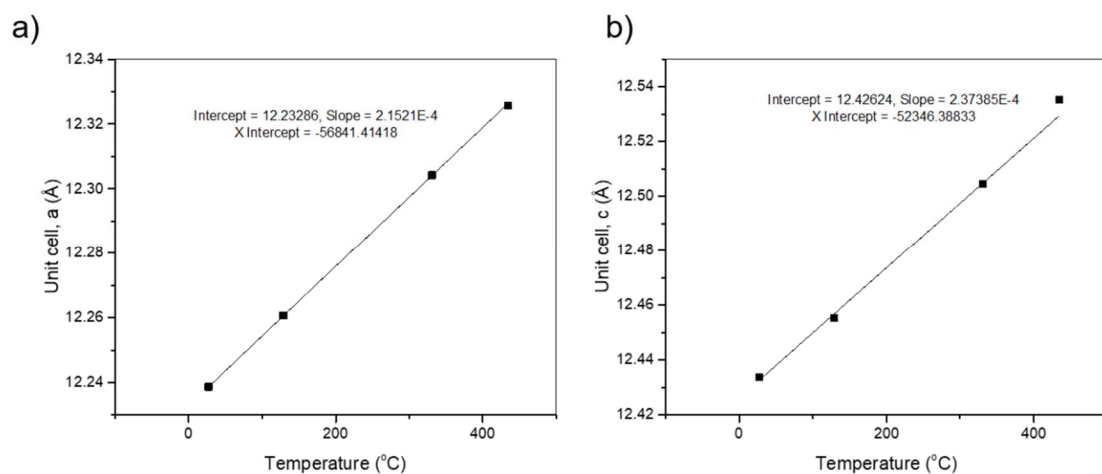 a)
12.34
12.32
12.30
12.28
12.26
12.24
Unit cell, a (Å)
Intercept = 12.23286, Slope = 2.1521E-4
X Intercept = -56841.41418
0 200 400
Temperature (°C)
b)
12.54
12.52
12.50
12.48
12.46
12.44
12.42
Unit cell, c (Å)
Intercept = 12.42624, Slope = 2.37385E-4
X Intercept = -52346.38833
0 200 400
Temperature (°C)